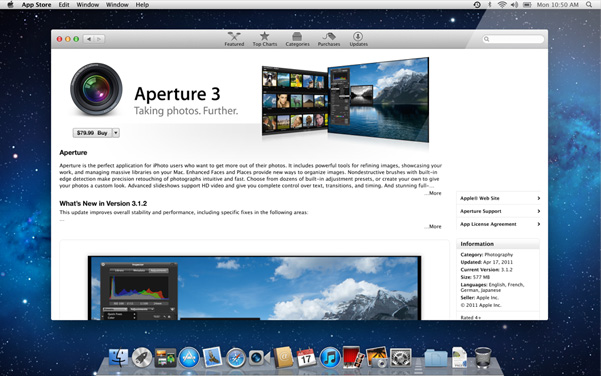 App Store Edit Window Window Help Mon 10:50 AM
Featured Top Charts Categories Purchases Updates
Aperture 3
Taking photos. Further.
$79.99 Buy
Aperture
Aperture is the perfect application for iPhoto users who want to get more out of their photos. It includes powerful tools for refining images, showcasing your
work, and managing massive libraries on your Mac. Enhanced Faces and Places provide new ways to organize images. Nondestructive brushes with built-in
edge detection make precision retouching of photographs intuitive and fast. Choose from dozens of built-in adjustment presets, or create your own to give
your photos a custom look. Advanced slideshows support HD video and give you complete control over text, transitions, and timing. And stunning full-...
...More
What's New in Version 3.1.2
This update improves overall stability and performance, including specific fixes in the following areas:
...
...More
Apple® Web Site
Aperture Support
App License Agreement
Information
Category: Photography
Updated: Apr 17, 2011
Current Version: 3.1.2
Size: 577 MB
Languages: English, French,
German, Japanese
Seller: Apple Inc.
© 2011 Apple Inc.
Rated 4+
Aperture
17